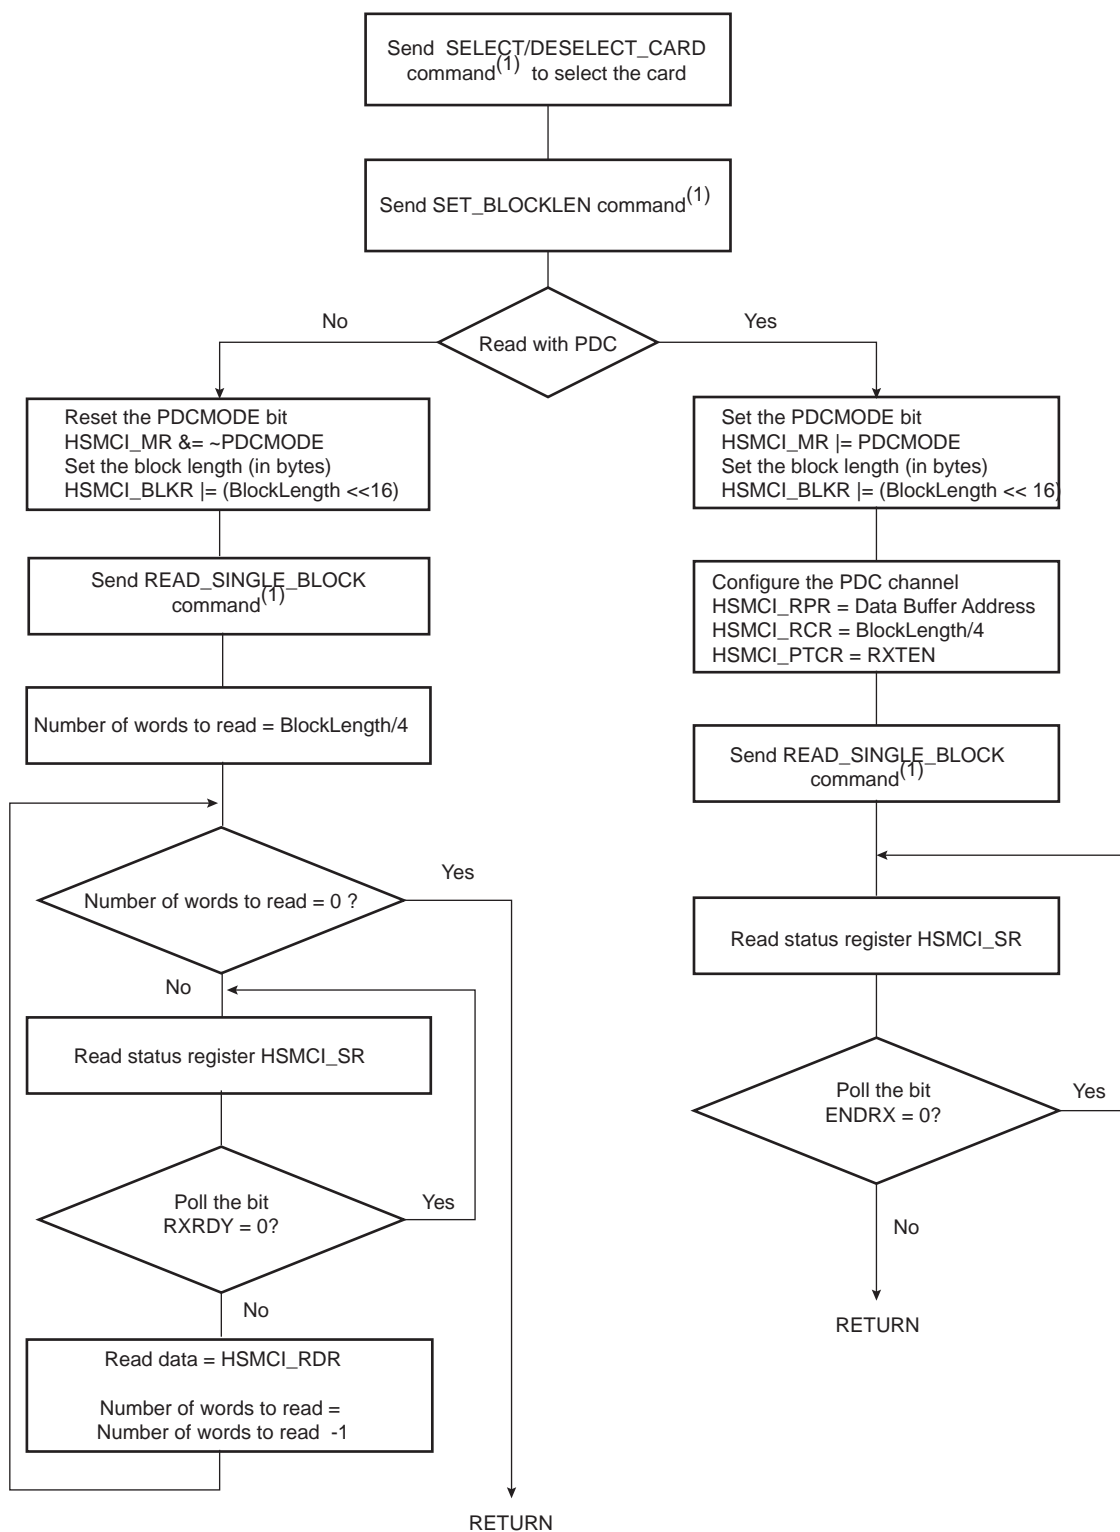 Send SELECT/DESELECT_CARD
command(1) to select the card
Send SET_BLOCKLEN command(1)
No
Yes
Read with PDC
Reset the PDCMODE bit
HSMCI_MR &= ~PDCMODE
Set the block length (in bytes)
HSMCI_BLKR |= (BlockLength <<16)
Send READ_SINGLE_BLOCK
command(1)
Number of words to read = BlockLength/4
Number of words to read = 0 ?
Yes
No
Read status register HSMCI_SR
Poll the bit
RXRDY = 0?
Yes
No
Read data = HSMCI_RDR
Number of words to read =
Number of words to read -1
RETURN
Set the PDCMODE bit
HSMCI_MR |= PDCMODE
Set the block length (in bytes)
HSMCI_BLKR |= (BlockLength << 16)
Configure the PDC channel
HSMCI_RPR = Data Buffer Address
HSMCI_RCR = BlockLength/4
HSMCI_PTCR = RXTEN
Send READ_SINGLE_BLOCK
command(1)
Read status register HSMCI_SR
Poll the bit
ENDRX = 0?
Yes
No
RETURN